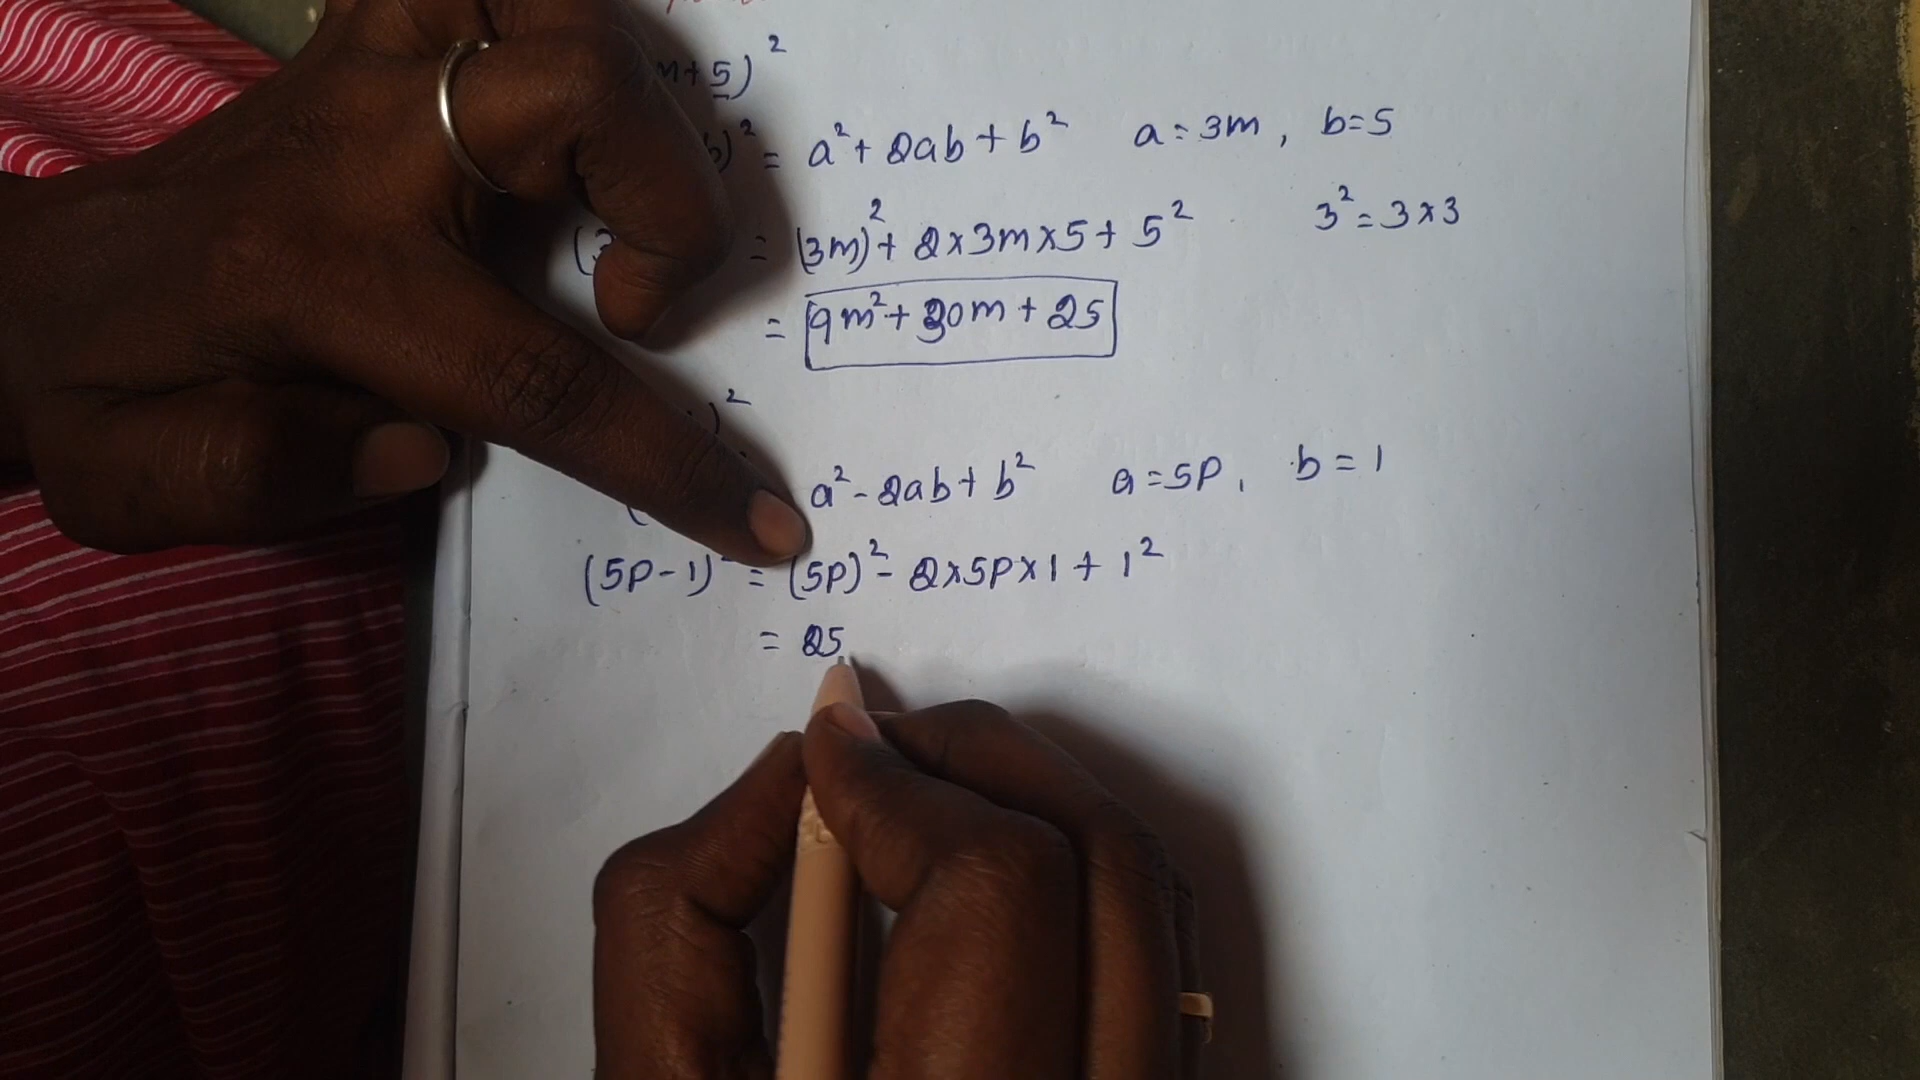 m+5)²
b)² = a²+2ab+b² a=3m, b=5
(3 = (3m)²+2×3m×5+5² 3²=3×3
= 9m²+30m+25
)²
( a²-2ab+b² a=5P, b=1
(5P-1)² = (5P)²-2×5P×1+1²
= 25